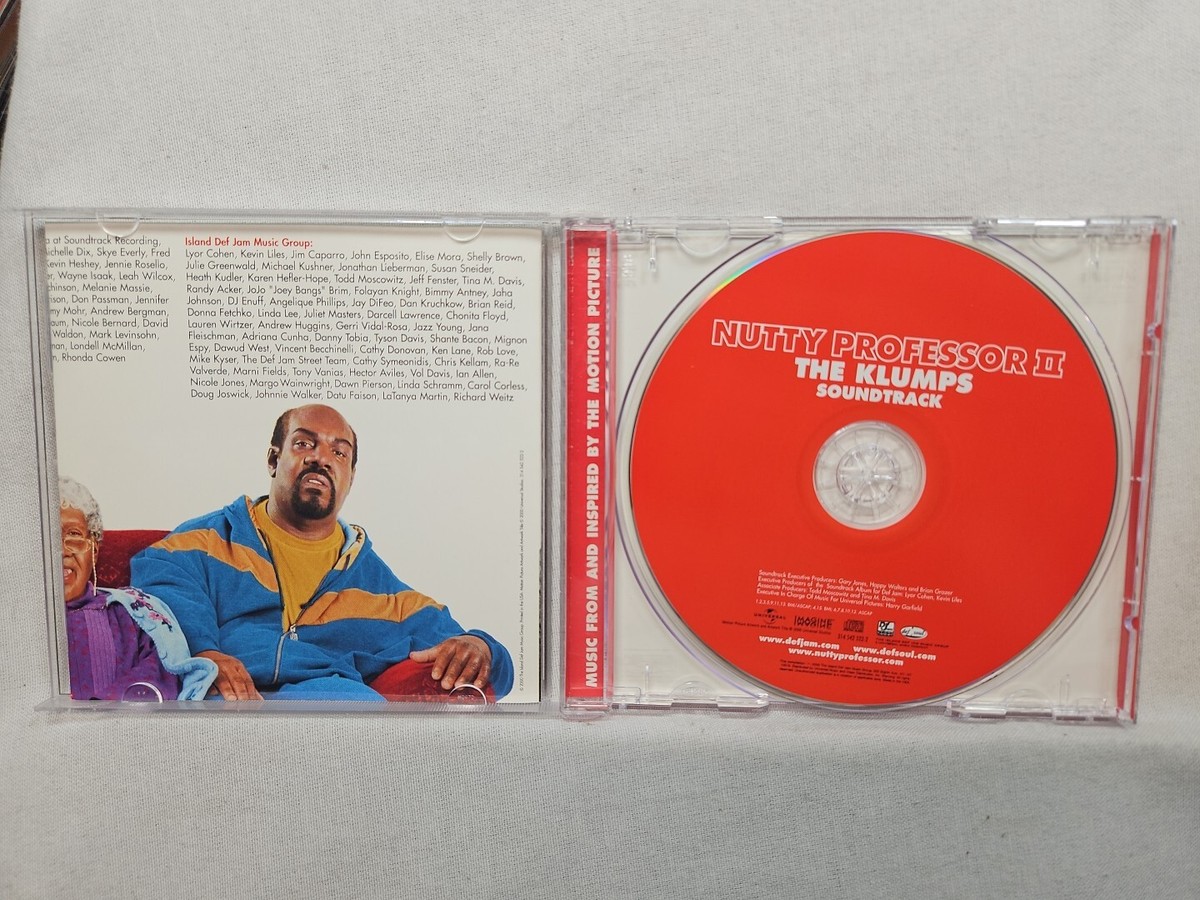 a at Soundtrack Recording,
ichelle Dix, Skye Everly, Fred
Kevin Heshey, Jennie Roselio,
Wayne Isaak, Leah Wilcox,
hinson, Melanie Massie,
nson, Don Passman, Jennifer
my Mohr, Andrew Bergman,
aum, Nicole Bernard, David
Waldon, Mark Levinsohn,
man, Londell McMillan,
Rhonda Cowen
Island Def Jam Music Group:
Lyor Cohen, Kevin Liles, Jim Caparro, John Esposito, Elise Mora, Shelly Brown,
Julie Greenwald, Michael Kushner, Jonathan Lieberman, Susan Sneider,
Heath Kudler, Karen Hefler-Hope, Todd Moscowitz, Jeff Fenster, Tina M. Davis,
Randy Acker, JoJo "Joey Bangs" Brim, Folayan Knight, Bimmy Antney, Jaha
Johnson, DJ Enuff, Angelique Phillips, Jay DiFeo, Dan Kruchkow, Brian Reid,
Donna Fetchko, Linda Lee, Juliet Masters, Darcell Lawrence, Chonita Floyd,
Lauren Wirtzer, Andrew Huggins, Gerri Vidal-Rosa, Jazz Young, Jana
Fleischman, Adriana Cunha, Danny Tobia, Tyson Davis, Shante Bacon, Mignon
Espy, Dawud West, Vincent Becchinelli, Cathy Donovan, Ken Lane, Rob Love,
Mike Kyser, The Def Jam Street Team, Cathy Symeonidis, Chris Kellam, Ra-Re
Valverde, Marni Fields, Tony Vanias, Hector Aviles, Vol Davis, Ian Allen,
Nicole Jones, Margo Wainwright, Dawn Pierson, Linda Schramm, Carol Corless,
Doug Joswick, Johnnie Walker, Datu Faison, LaTanya Martin, Richard Weitz
MUSIC FROM AND INSPIRED BY THE MOTION PICTURE
NUTTY PROFESSOR II
THE KLUMPS
SOUNDTRACK
Soundtrack Executive Producers: Gary Jones, Happy Walters and Brian Grazer
Executive Producers of the Soundtrack Album for Def Jam: Lyor Cohen, Kevin Liles
Associate Producers: Todd Moscowitz and Tina M. Davis
Executive In Charge Of Music For Universal Pictures: Harry Garfield
UNIVERSAL
IMAGINE
314 542 522-2
www.defjam.com www.defsoul.com
www.nuttyprofessor.com